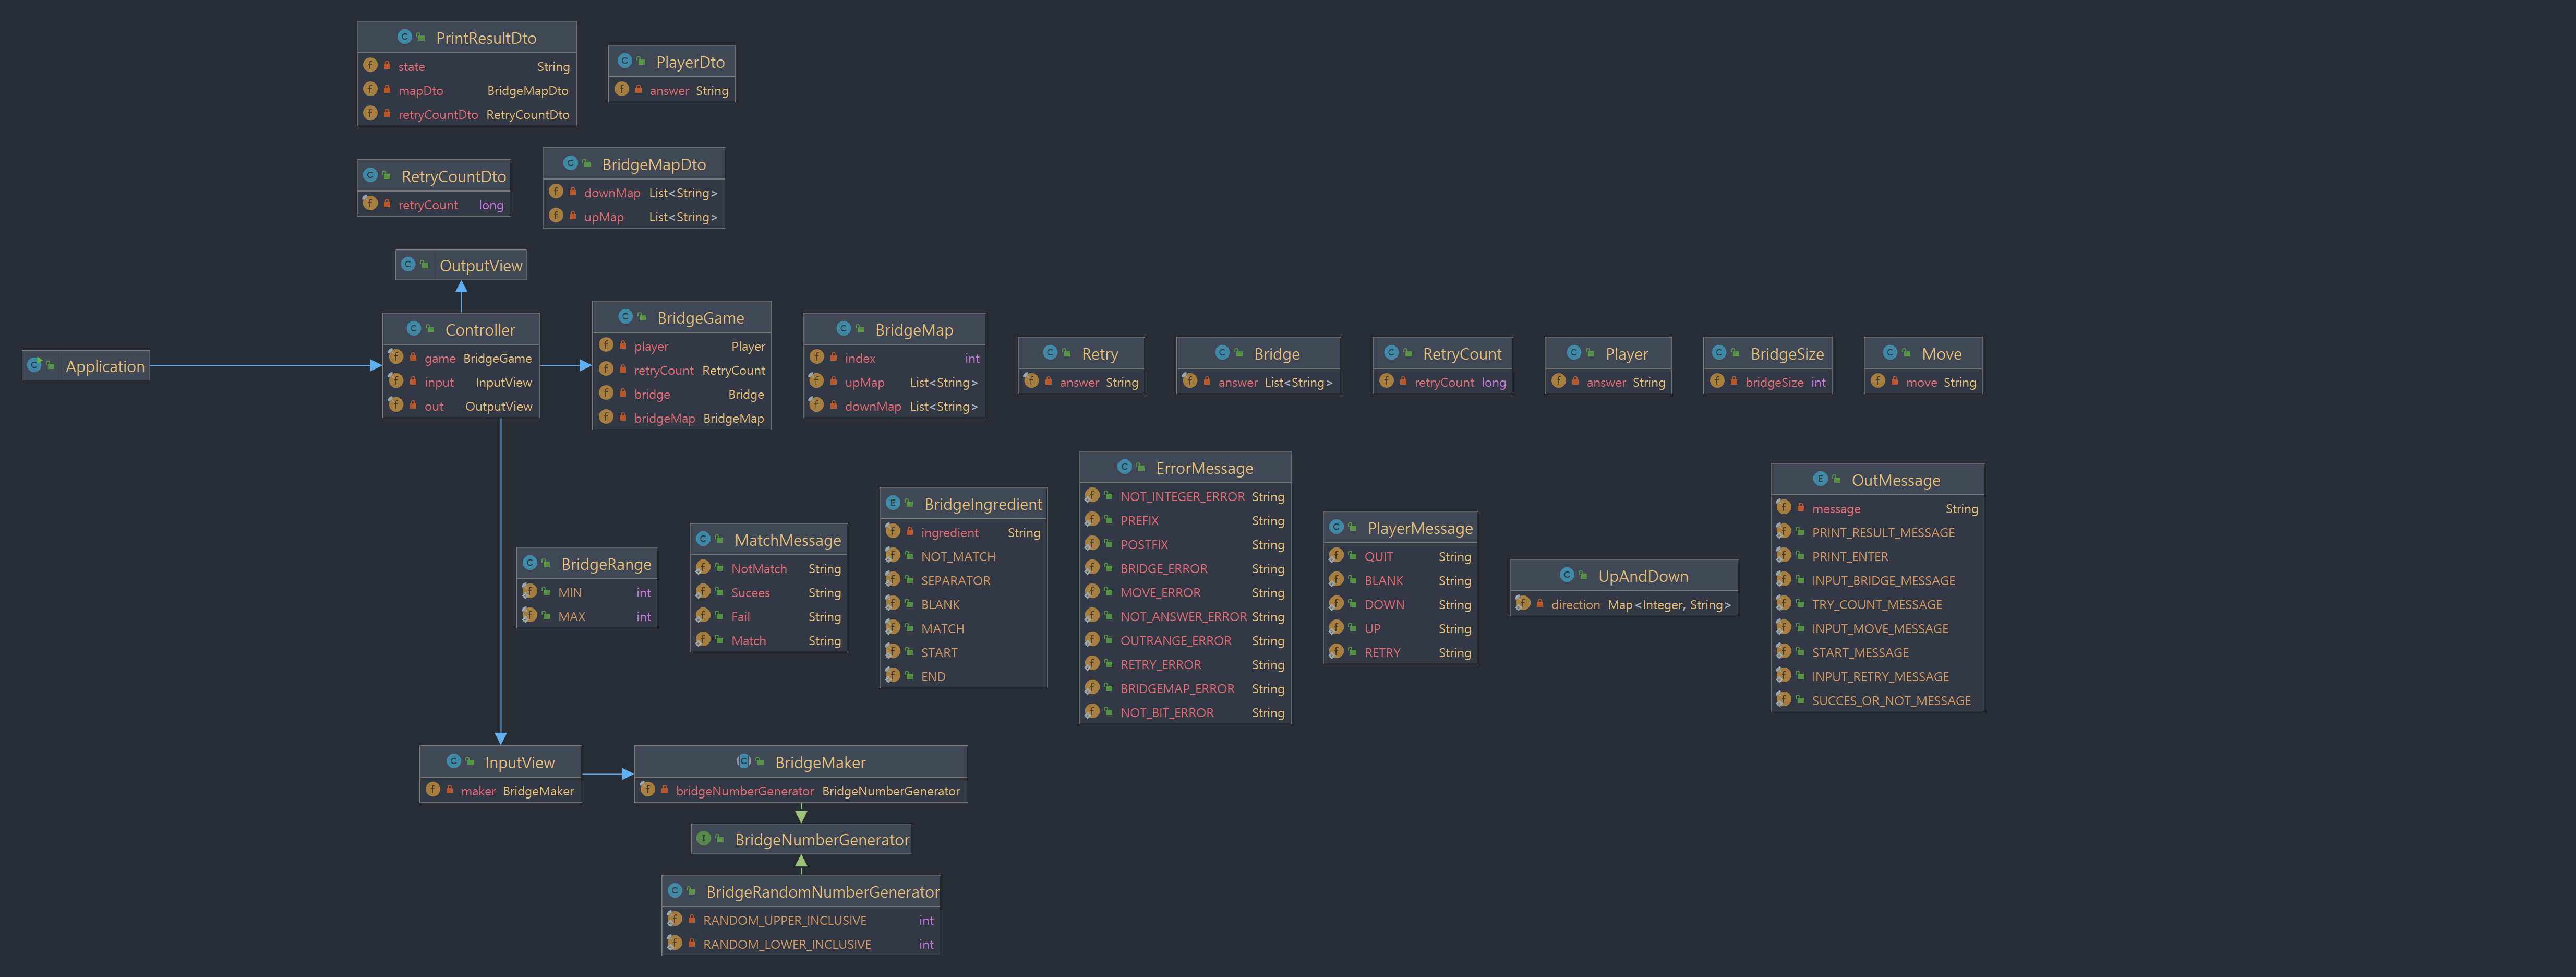 PrintResultDto
state String
mapDto BridgeMapDto
retryCountDto RetryCountDto
PlayerDto
answer String
RetryCountDto
retryCount long
BridgeMapDto
downMap List<String>
upMap List<String>
OutputView
Application
Controller
game BridgeGame
input InputView
out OutputView
BridgeGame
player Player
retryCount RetryCount
bridge Bridge
bridgeMap BridgeMap
BridgeMap
index int
upMap List<String>
downMap List<String>
Retry
answer String
Bridge
answer List<String>
RetryCount
retryCount long
Player
answer String
BridgeSize
bridgeSize int
Move
move String
BridgeRange
MIN int
MAX int
MatchMessage
NotMatch String
Sucees String
Fail String
Match String
BridgeIngredient
ingredient String
NOT_MATCH
SEPARATOR
BLANK
MATCH
START
END
ErrorMessage
NOT_INTEGER_ERROR String
PREFIX String
POSTFIX String
BRIDGE_ERROR String
MOVE_ERROR String
NOT_ANSWER_ERROR String
OUTRANGE_ERROR String
RETRY_ERROR String
BRIDGEMAP_ERROR String
NOT_BIT_ERROR String
PlayerMessage
QUIT String
BLANK String
DOWN String
UP String
RETRY String
UpAndDown
direction Map<Integer, String>
OutMessage
message String
PRINT_RESULT_MESSAGE
PRINT_ENTER
INPUT_BRIDGE_MESSAGE
TRY_COUNT_MESSAGE
INPUT_MOVE_MESSAGE
START_MESSAGE
INPUT_RETRY_MESSAGE
SUCCES_OR_NOT_MESSAGE
InputView
maker BridgeMaker
BridgeMaker
bridgeNumberGenerator BridgeNumberGenerator
BridgeNumberGenerator
BridgeRandomNumberGenerator
RANDOM_UPPER_INCLUSIVE int
RANDOM_LOWER_INCLUSIVE int